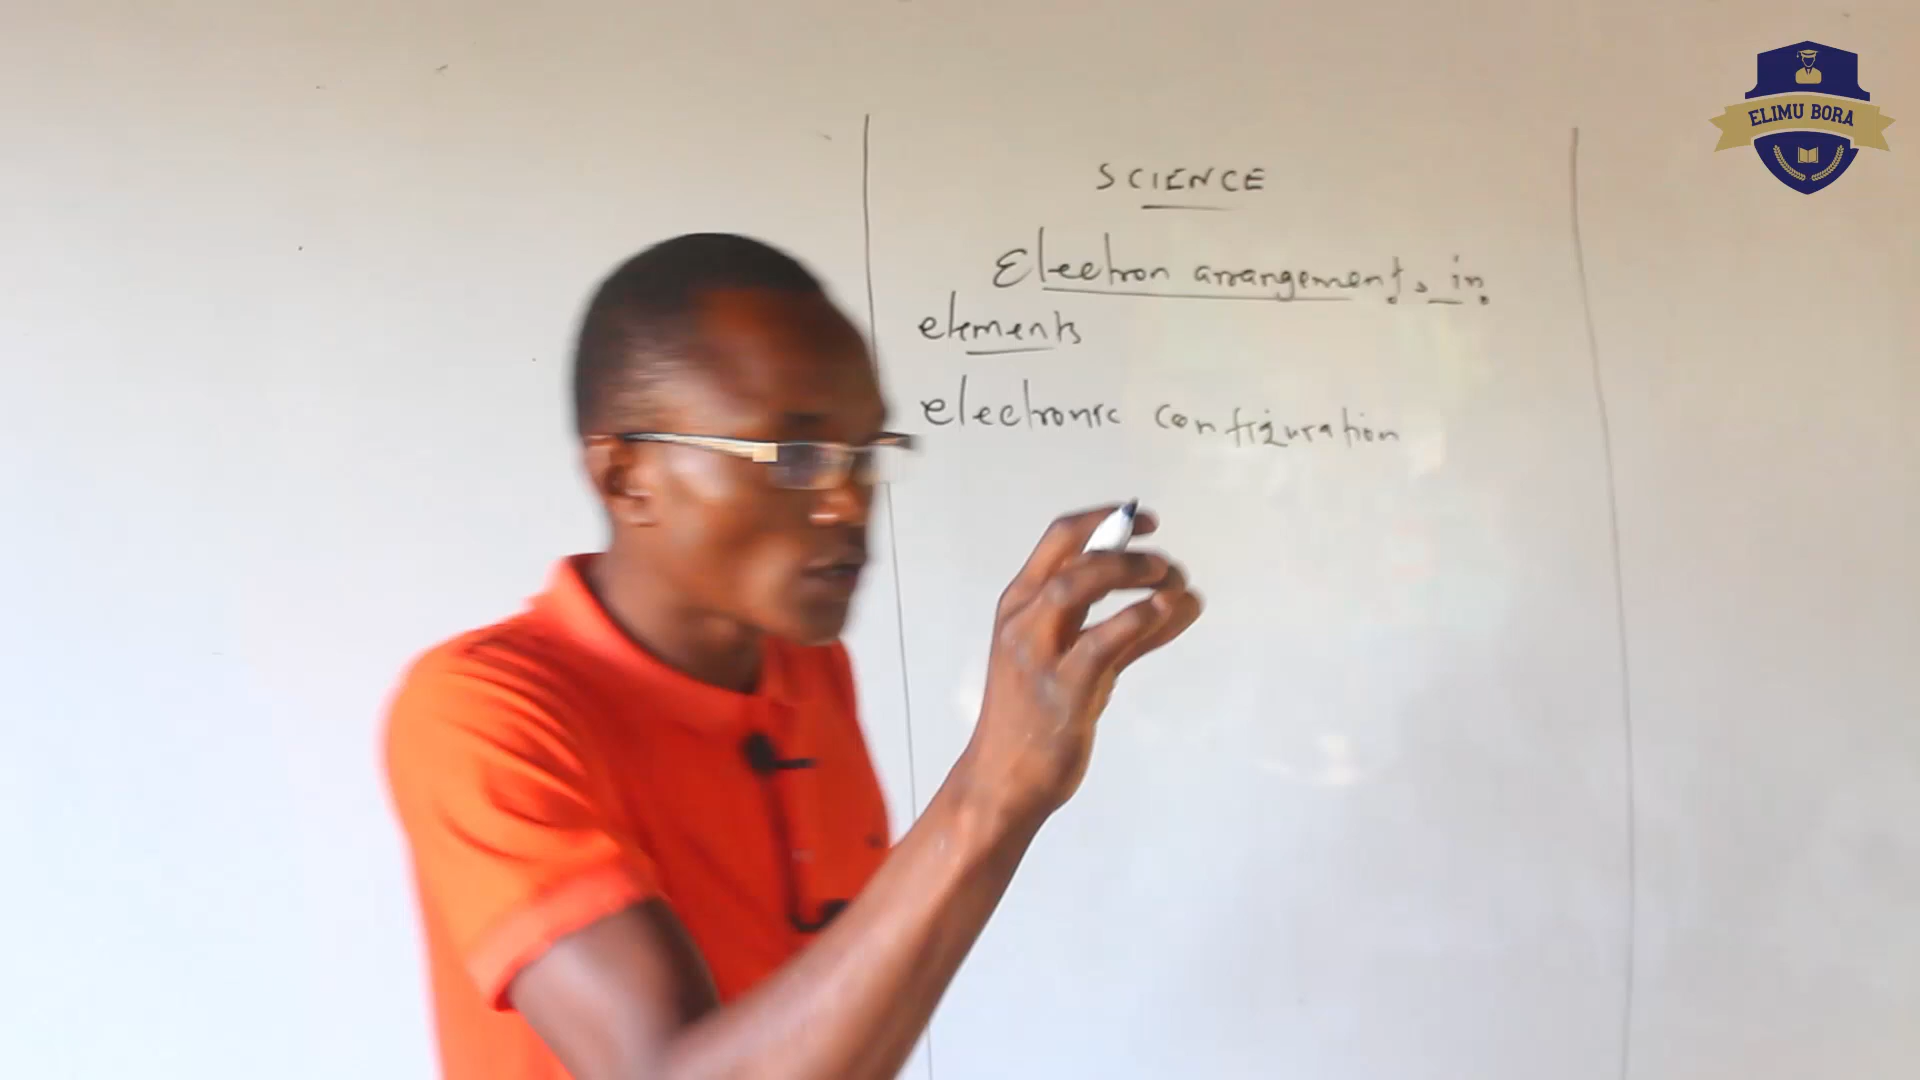 SCIENCE
Electron arrangements in
elements
electronic configuration
ELIMU BORA